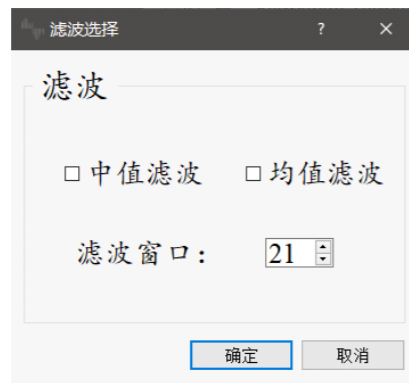 滤波选择 ? ×
滤波
中值滤波 均值滤波
滤波窗口: 21
确定 取消